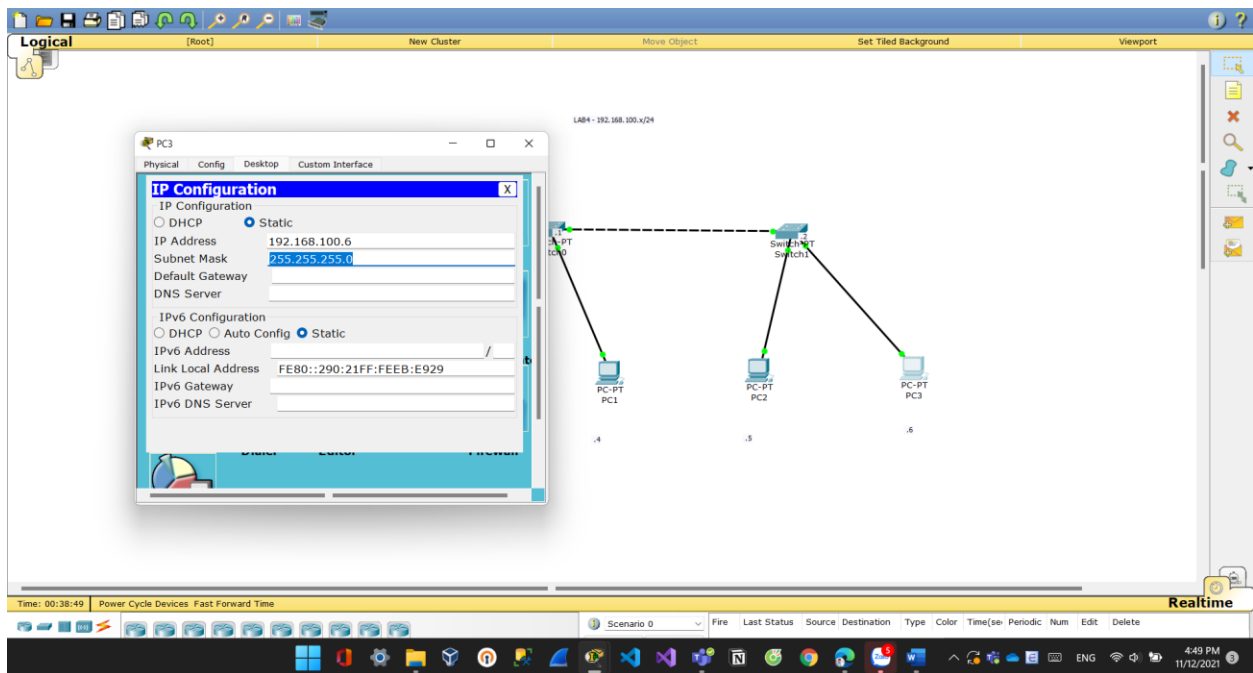 Logical
[Root]
New Cluster
Move Object
Set Tiled Background
Viewport
LAB4 - 192.168.100.x/24
PC3
Physical Config Desktop Custom Interface
IP Configuration X
IP Configuration
DHCP Static
IP Address 192.168.100.6
Subnet Mask 255.255.255.0
Default Gateway
DNS Server
IPv6 Configuration
DHCP Auto Config Static
IPv6 Address /
Link Local Address FE80::290:21FF:FEEB:E929
IPv6 Gateway
IPv6 DNS Server
.1
.2
Switch-PT
Switch1
PC-PT
PC1
PC-PT
PC2
PC-PT
PC3
.4
.5
.6
Time: 00:38:49 Power Cycle Devices Fast Forward Time
Realtime
Scenario 0
Fire Last Status Source Destination Type Color Time(sec Periodic Num Edit Delete
ENG
4:49 PM
11/12/2021